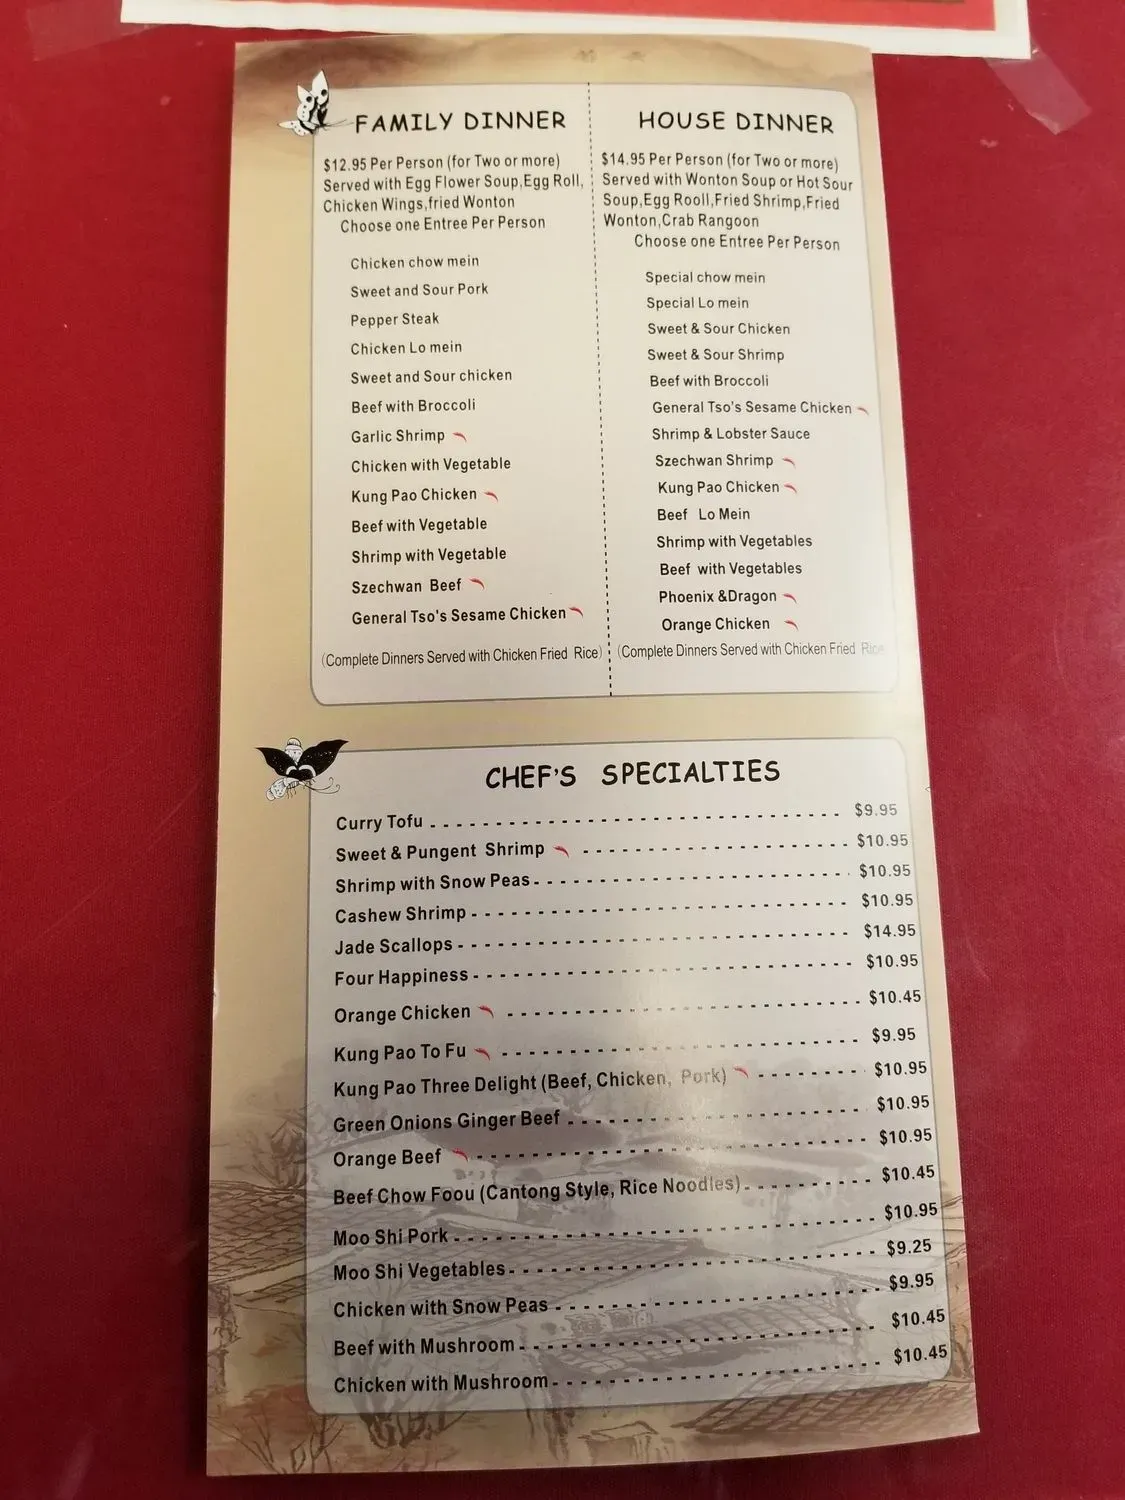 FAMILY DINNER
$12.95 Per Person (for Two or more)
Served with Egg Flower Soup,Egg Roll,
Chicken Wings,fried Wonton
Choose one Entree Per Person
Chicken chow mein
Sweet and Sour Pork
Pepper Steak
Chicken Lo mein
Sweet and Sour chicken
Beef with Broccoli
Garlic Shrimp
Chicken with Vegetable
Kung Pao Chicken
Beef with Vegetable
Shrimp with Vegetable
Szechwan Beef
General Tso's Sesame Chicken
(Complete Dinners Served with Chicken Fried Rice)
HOUSE DINNER
$14.95 Per Person (for Two or more)
Served with Wonton Soup or Hot Sour
Soup,Egg Rooll,Fried Shrimp,Fried
Wonton,Crab Rangoon
Choose one Entree Per Person
Special chow mein
Special Lo mein
Sweet & Sour Chicken
Sweet & Sour Shrimp
Beef with Broccoli
General Tso's Sesame Chicken
Shrimp & Lobster Sauce
Szechwan Shrimp
Kung Pao Chicken
Beef Lo Mein
Shrimp with Vegetables
Beef with Vegetables
Phoenix &Dragon
Orange Chicken
(Complete Dinners Served with Chicken Fried Rice
CHEF'S SPECIALTIES
Curry Tofu $9.95
Sweet & Pungent Shrimp $10.95
Shrimp with Snow Peas $10.95
Cashew Shrimp $10.95
Jade Scallops $14.95
Four Happiness $10.95
Orange Chicken $10.45
Kung Pao To Fu $9.95
Kung Pao Three Delight (Beef, Chicken, Pork) $10.95
Green Onions Ginger Beef $10.95
Orange Beef $10.95
Beef Chow Foou (Cantong Style, Rice Noodles) $10.45
Moo Shi Pork $10.95
Moo Shi Vegetables $9.25
Chicken with Snow Peas $9.95
Beef with Mushroom $10.45
Chicken with Mushroom $10.45